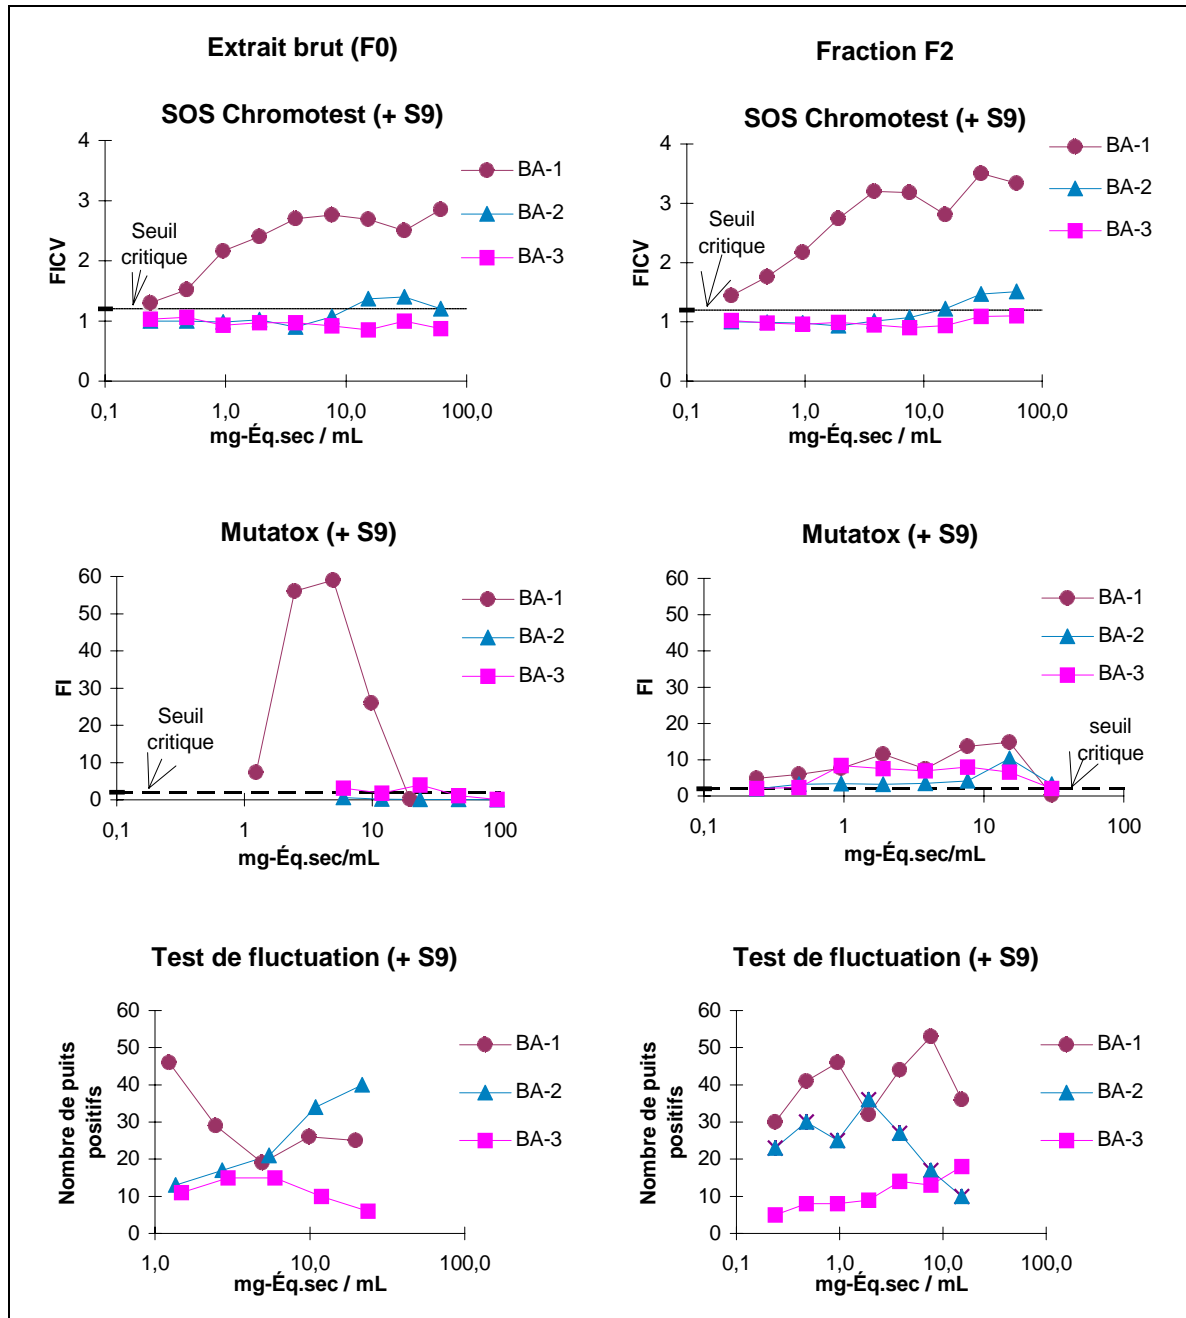 Extrait brut (F0)
Fraction F2
SOS Chromotest (+ S9)
4
3
2
1
0
FICV
Seuil
critique
BA-1
BA-2
BA-3
0,1
1,0
10,0
100,0
mg-Éq.sec / mL
SOS Chromotest (+ S9)
4
3
2
1
0
FICV
Seuil
critique
BA-1
BA-2
BA-3
0,1
1,0
10,0
100,0
mg-Éq.sec / mL
Mutatox (+ S9)
60
50
40
30
20
10
0
FI
Seuil
critique
BA-1
BA-2
BA-3
0,1
1
10
100
mg-Éq.sec/mL
Mutatox (+ S9)
60
50
40
30
20
10
0
FI
seuil
critique
BA-1
BA-2
BA-3
0,1
1
10
100
mg-Éq.sec/mL
Test de fluctuation (+ S9)
60
50
40
30
20
10
0
Nombre de puits
positifs
BA-1
BA-2
BA-3
1,0
10,0
100,0
mg-Éq.sec / mL
Test de fluctuation (+ S9)
60
50
40
30
20
10
0
Nombre de puits
positifs
BA-1
BA-2
BA-3
0,1
1,0
10,0
100,0
mg-Éq.sec / mL